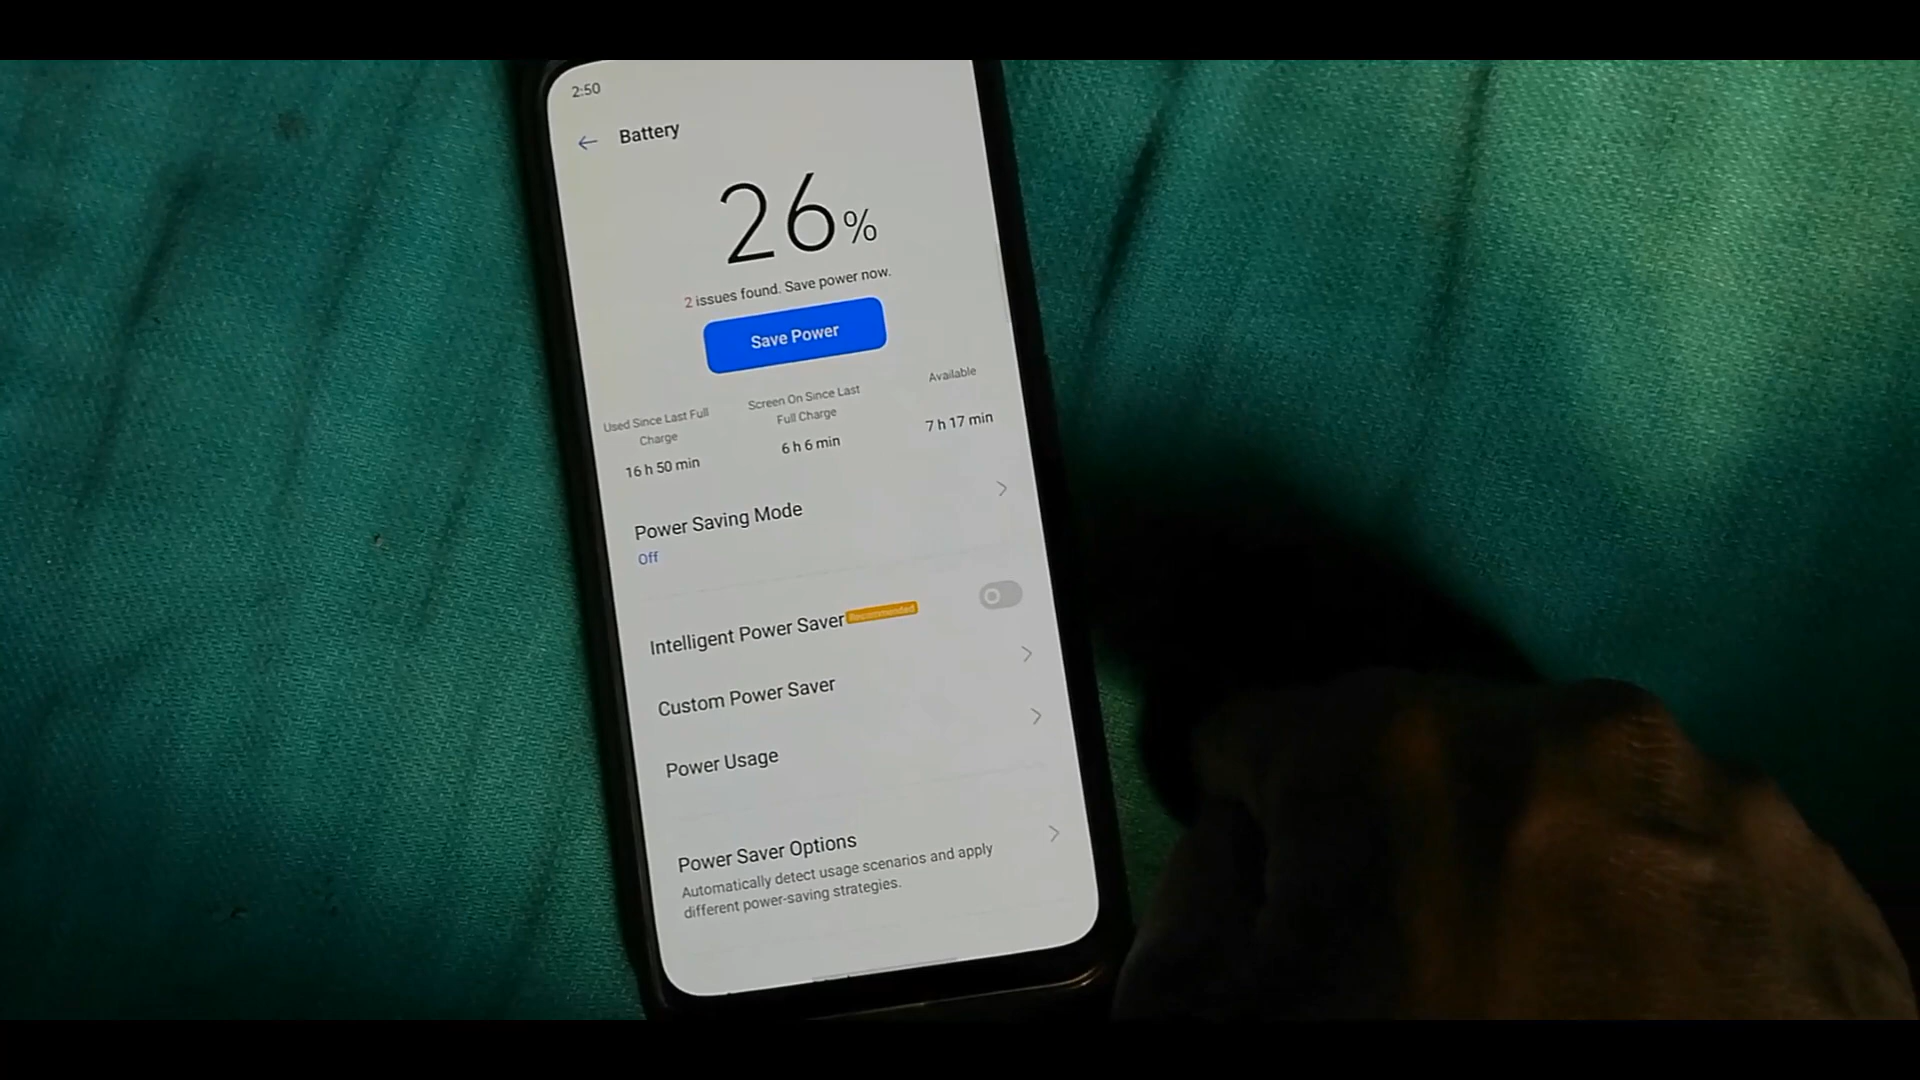 2:50
Battery
26%
2 issues found. Save power now.
Save Power
Used Since Last Full
Charge
16 h 50 min
Screen On Since Last
Full Charge
6 h 6 min
Available
7 h 17 min
Power Saving Mode
Off
Intelligent Power Saver Recommended
Custom Power Saver
Power Usage
Power Saver Options
Automatically detect usage scenarios and apply
different power-saving strategies.